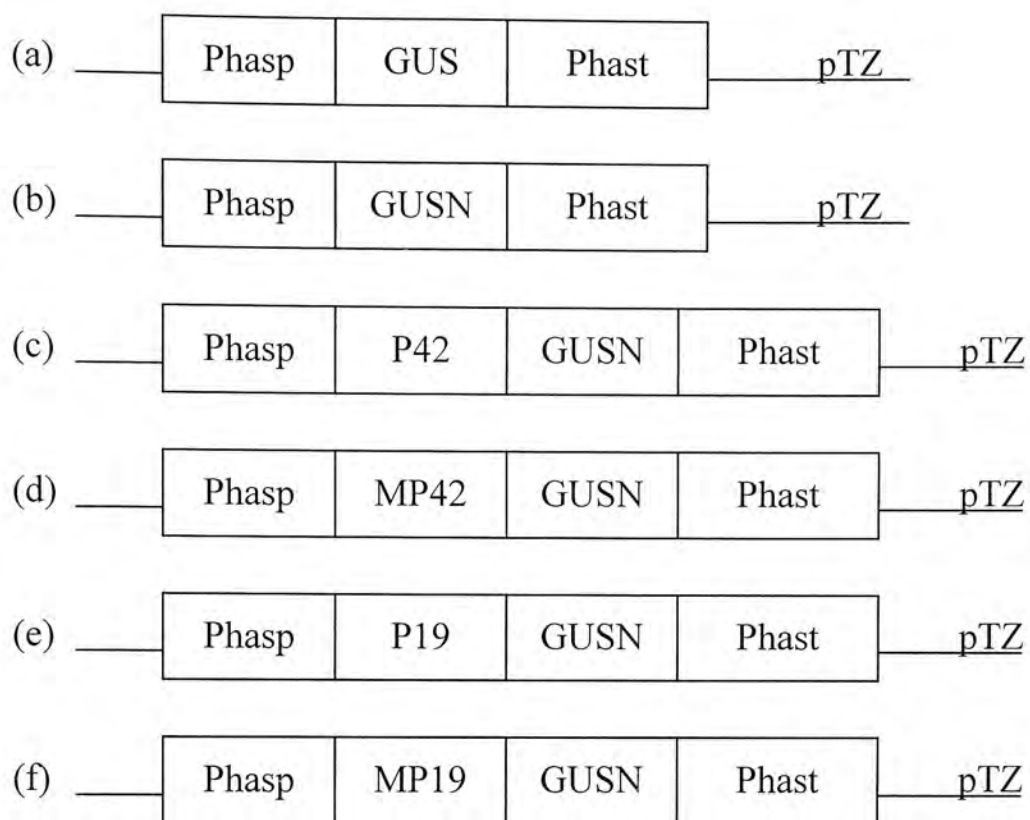 (a) Phasp GUS Phast pTZ
(b) Phasp GUSN Phast pTZ
(c) Phasp P42 GUSN Phast pTZ
(d) Phasp MP42 GUSN Phast pTZ
(e) Phasp P19 GUSN Phast pTZ
(f) Phasp MP19 GUSN Phast pTZ